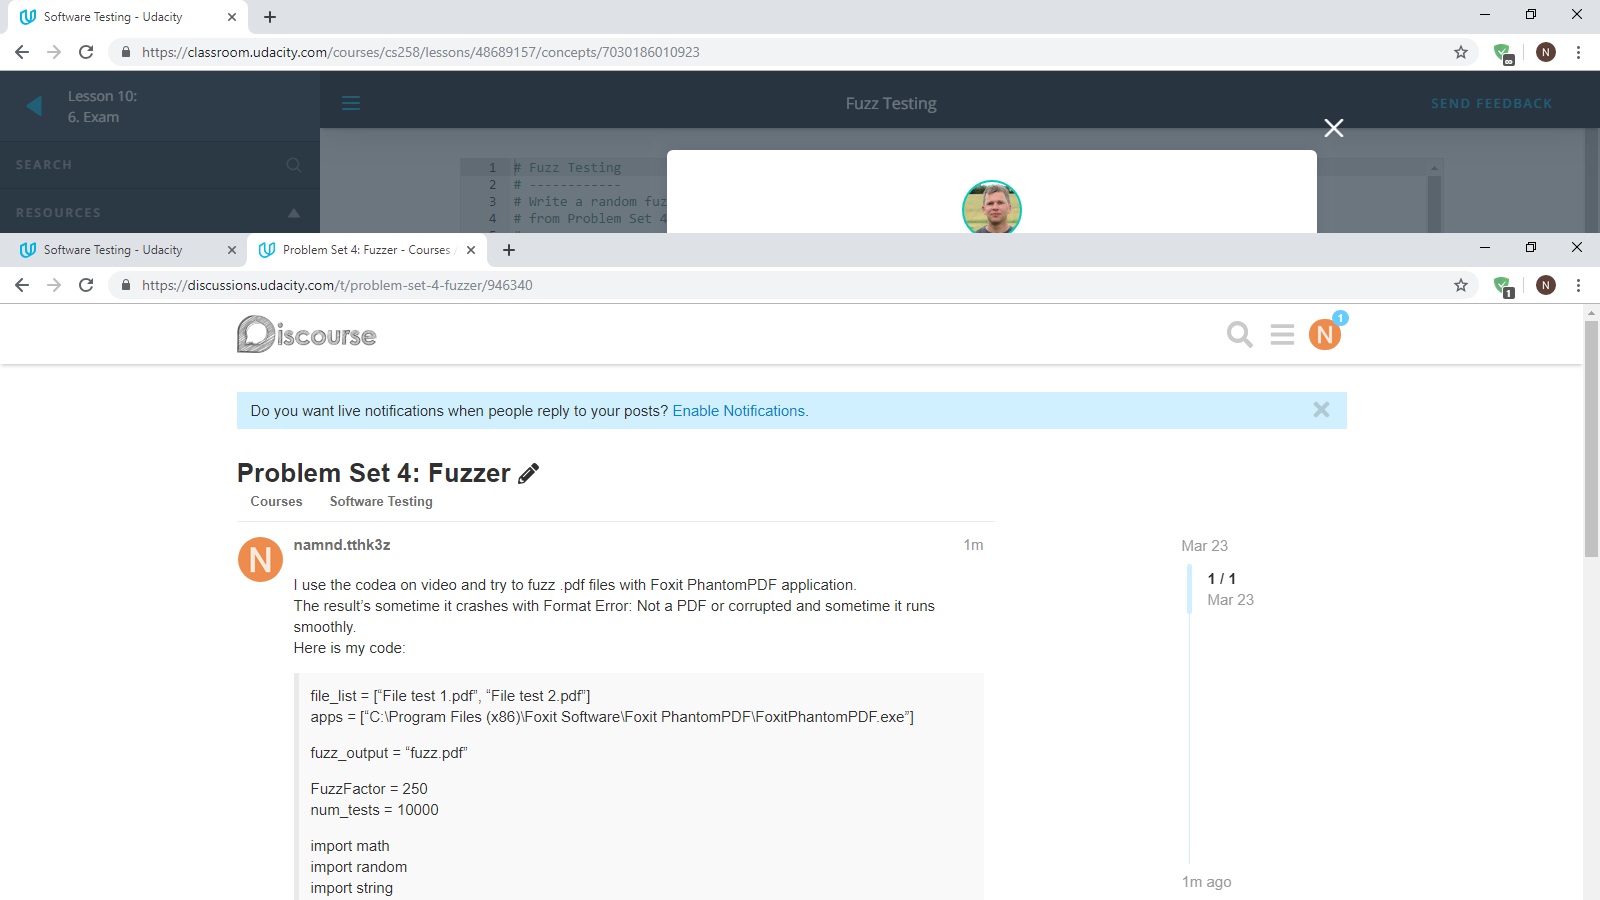 Software Testing - Udacity
https://classroom.udacity.com/courses/cs258/lessons/48689157/concepts/7030186010923
N
Lesson 10:
6. Exam
Fuzz Testing
SEND FEEDBACK
SEARCH
RESOURCES
1 # Fuzz Testing
2 # ------------
3 # Write a random fuz
4 # from Problem Set 4
Software Testing - Udacity
Problem Set 4: Fuzzer - Courses
https://discussions.udacity.com/t/problem-set-4-fuzzer/946340
1
N
Discourse
N
1
Do you want live notifications when people reply to your posts? Enable Notifications.
Problem Set 4: Fuzzer
Courses Software Testing
N
namnd.tthk3z
1m
I use the codea on video and try to fuzz .pdf files with Foxit PhantomPDF application.
The result's sometime it crashes with Format Error: Not a PDF or corrupted and sometime it runs
smoothly.
Here is my code:
file_list = [“File test 1.pdf”, “File test 2.pdf”]
apps = [“C:\Program Files (x86)\Foxit Software\Foxit PhantomPDF\FoxitPhantomPDF.exe”]
fuzz_output = “fuzz.pdf”
FuzzFactor = 250
num_tests = 10000
import math
import random
import string
Mar 23
1 / 1
Mar 23
1m ago